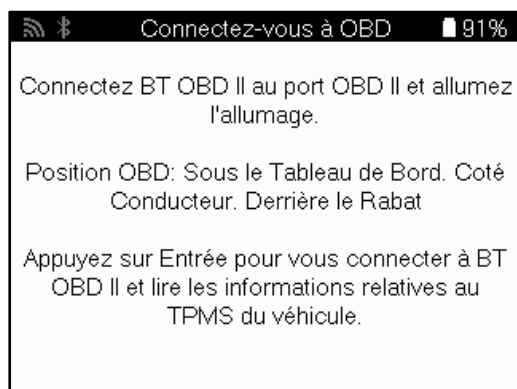 Connectez-vous à OBD 91%
Connectez BT OBD II au port OBD II et allumez
l'allumage.
Position OBD: Sous le Tableau de Bord. Coté
Conducteur. Derrière le Rabat
Appuyez sur Entrée pour vous connecter à BT
OBD II et lire les informations relatives au
TPMS du véhicule.